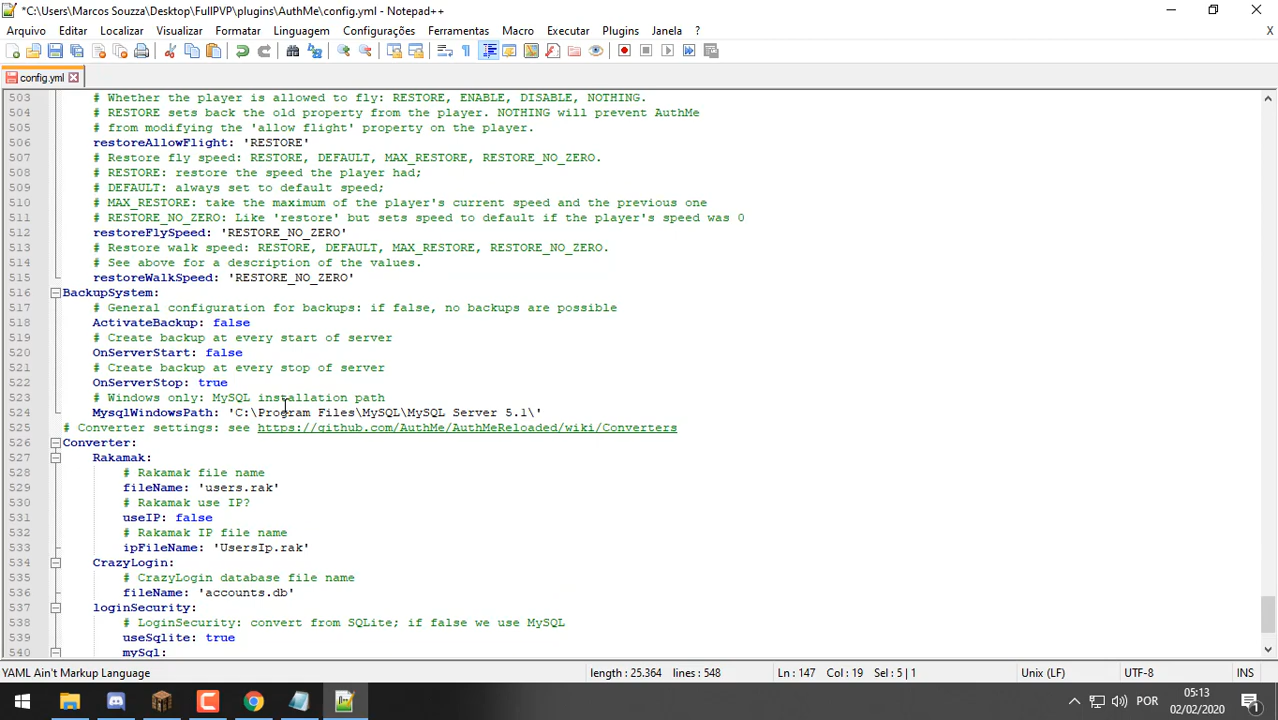 *C:\Users\Marcos Souza\Desktop\FullPVP\plugins\AuthMe\config.yml - Notepad++
Arquivo Editar Localizar Visualizar Formatar Linguagem Configurações Ferramentas Macro Executar Plugins Janela ? X
config.yml
503 # Whether the player is allowed to fly: RESTORE, ENABLE, DISABLE, NOTHING.
504 # RESTORE sets back the old property from the player. NOTHING will prevent AuthMe
505 # from modifying the 'allow flight' property on the player.
506 restoreAllowFlight: 'RESTORE'
507 # Restore fly speed: RESTORE, DEFAULT, MAX_RESTORE, RESTORE_NO_ZERO.
508 # RESTORE: restore the speed the player had;
509 # DEFAULT: always set to default speed;
510 # MAX_RESTORE: take the maximum of the player's current speed and the previous one
511 # RESTORE_NO_ZERO: Like 'restore' but sets speed to default if the player's speed was 0
512 restoreFlySpeed: 'RESTORE_NO_ZERO'
513 # Restore walk speed: RESTORE, DEFAULT, MAX_RESTORE, RESTORE_NO_ZERO.
514 # See above for a description of the values.
515 restoreWalkSpeed: 'RESTORE_NO_ZERO'
516 BackupSystem:
517 # General configuration for backups: if false, no backups are possible
518 ActivateBackup: false
519 # Create backup at every start of server
520 OnServerStart: false
521 # Create backup at every stop of server
522 OnServerStop: true
523 # Windows only: MySQL installation path
524 MysqlWindowsPath: 'C:\Program Files\MySQL\MySQL Server 5.1\'
525 # Converter settings: see https://github.com/AuthMe/AuthMeReloaded/wiki/Converters
526 Converter:
527 Rakamak:
528 # Rakamak file name
529 fileName: 'users.rak'
530 # Rakamak use IP?
531 useIP: false
532 # Rakamak IP file name
533 ipFileName: 'UsersIp.rak'
534 CrazyLogin:
535 # CrazyLogin database file name
536 fileName: 'accounts.db'
537 loginSecurity:
538 # LoginSecurity: convert from SQLite; if false we use MySQL
539 useSqlite: true
540 mySql:
YAML Ain't Markup Language length : 25.364 lines : 548 Ln : 147 Col : 19 Sel : 5 | 1 Unix (LF) UTF-8 INS
POR 05:13
02/02/2020 1